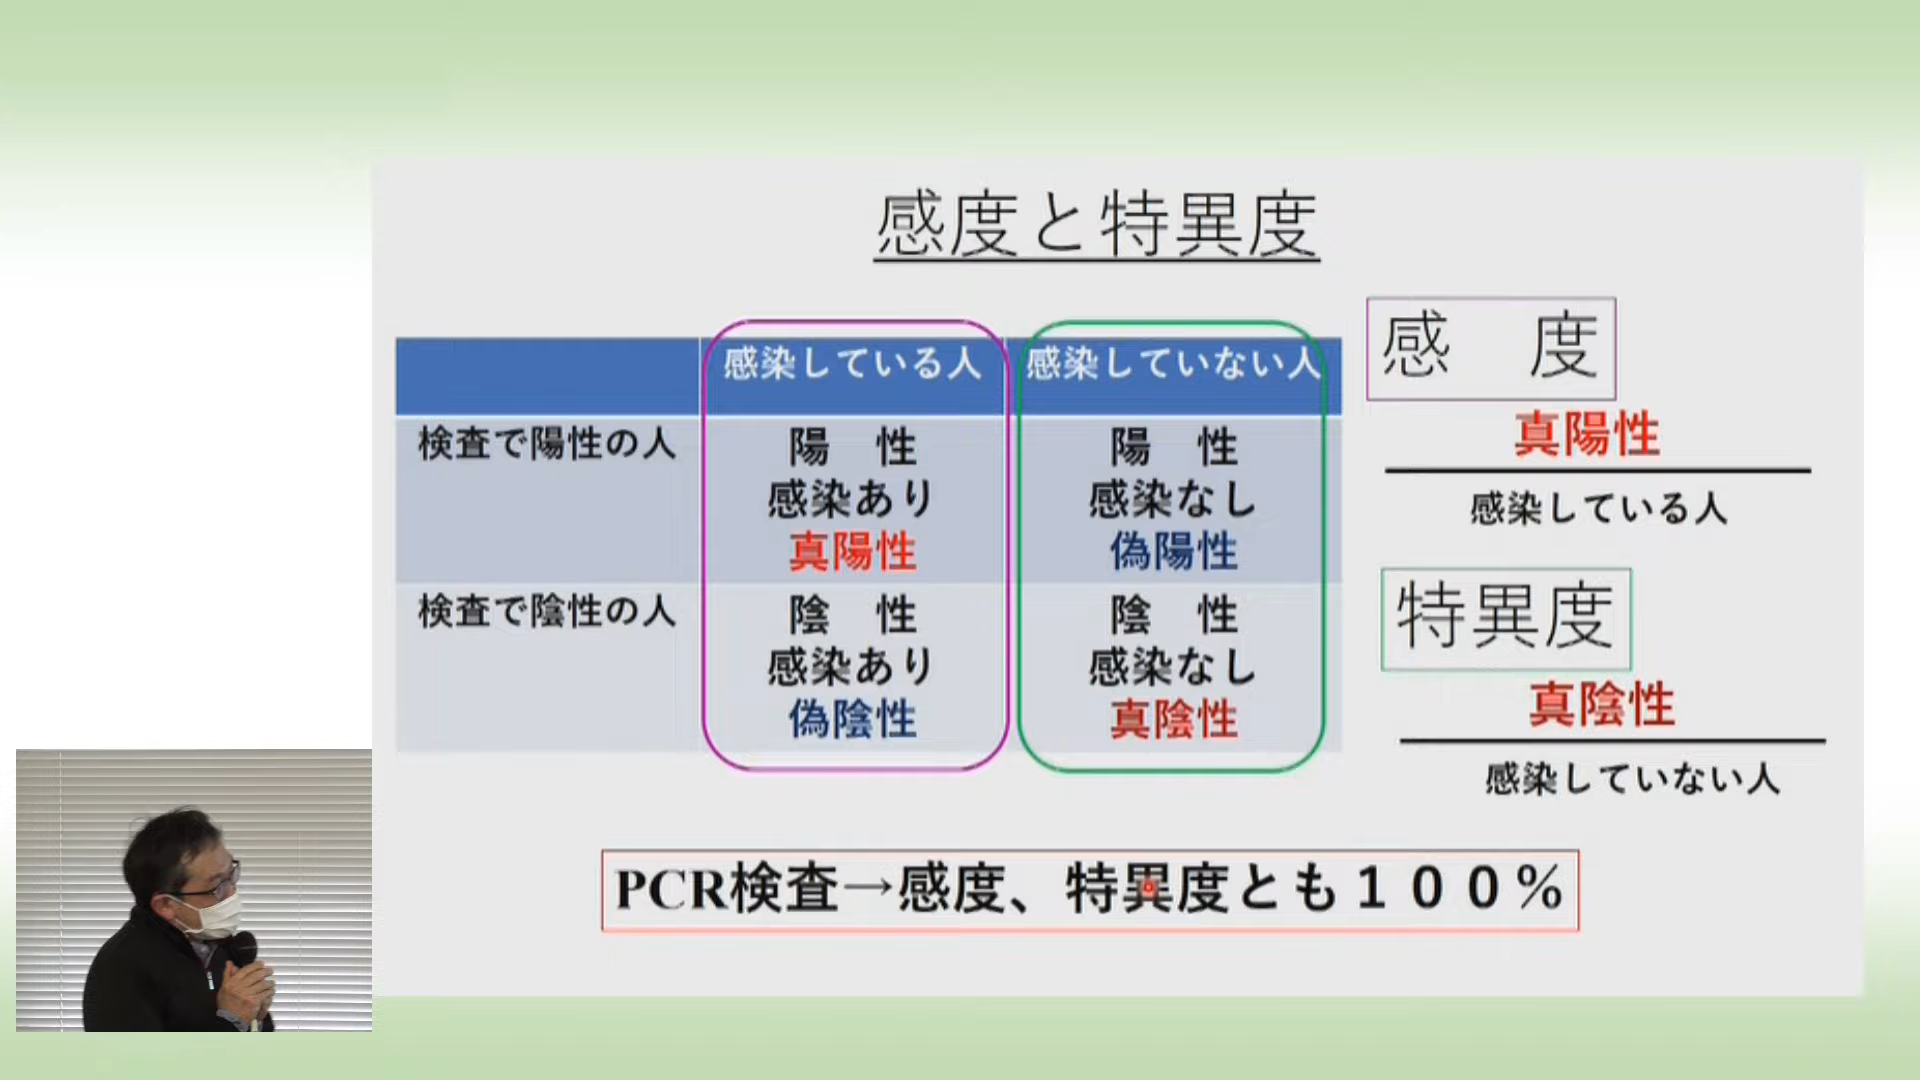 感度と特異度
感染している人 感染していない人
検査で陽性の人
陽　性
感染あり
真陽性
陽　性
感染なし
偽陽性
検査で陰性の人
陰　性
感染あり
偽陰性
陰　性
感染なし
真陰性
感　度
真陽性
感染している人
特異度
真陰性
感染していない人
PCR検査→感度、特異度とも１００%